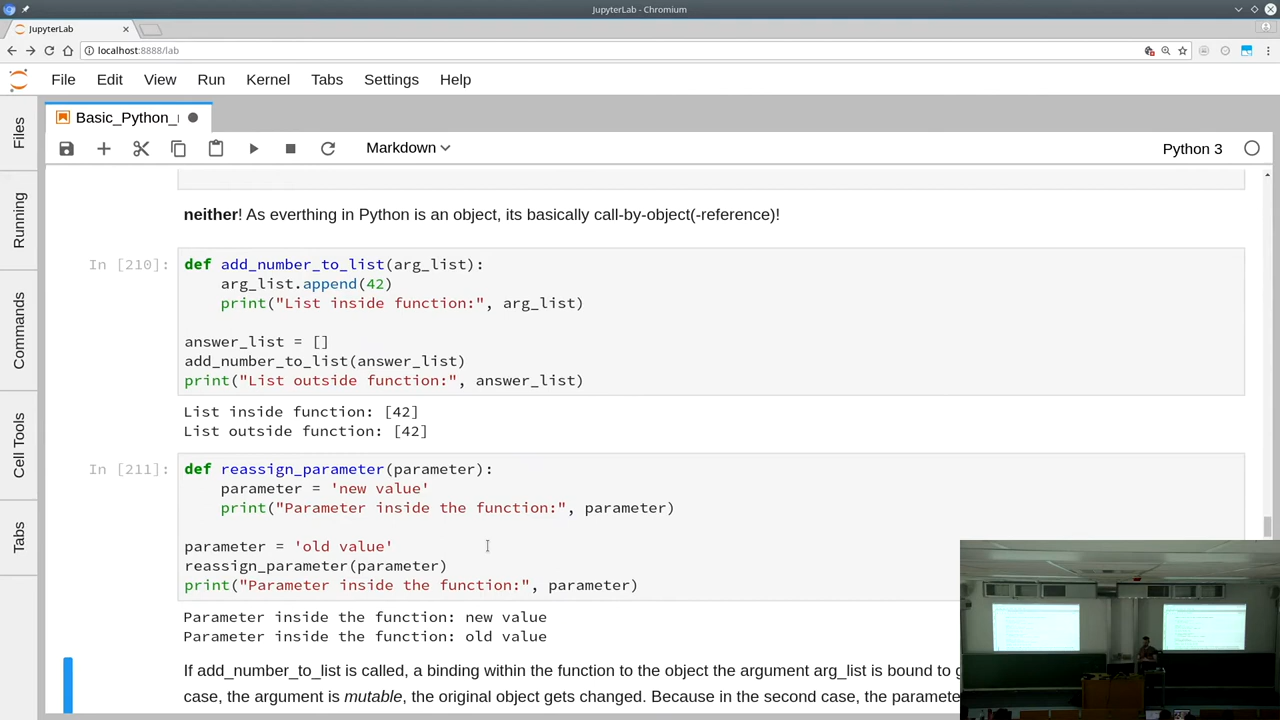 JupyterLab - Chromium
JupyterLab
localhost:8888/lab
File Edit View Run Kernel Tabs Settings Help
Files
Running
Commands
Cell Tools
Tabs
Basic_Python_
Markdown
Python 3
neither! As everthing in Python is an object, its basically call-by-object(-reference)!
In [210]:
def add_number_to_list(arg_list):
arg_list.append(42)
print("List inside function:", arg_list)
answer_list = []
add_number_to_list(answer_list)
print("List outside function:", answer_list)
List inside function: [42]
List outside function: [42]
In [211]:
def reassign_parameter(parameter):
parameter = 'new value'
print("Parameter inside the function:", parameter)
parameter = 'old value'
reassign_parameter(parameter)
print("Parameter inside the function:", parameter)
Parameter inside the function: new value
Parameter inside the function: old value
If add_number_to_list is called, a binding within the function to the object the argument arg_list is bound to
case, the argument is mutable, the original object gets changed. Because in the second case, the